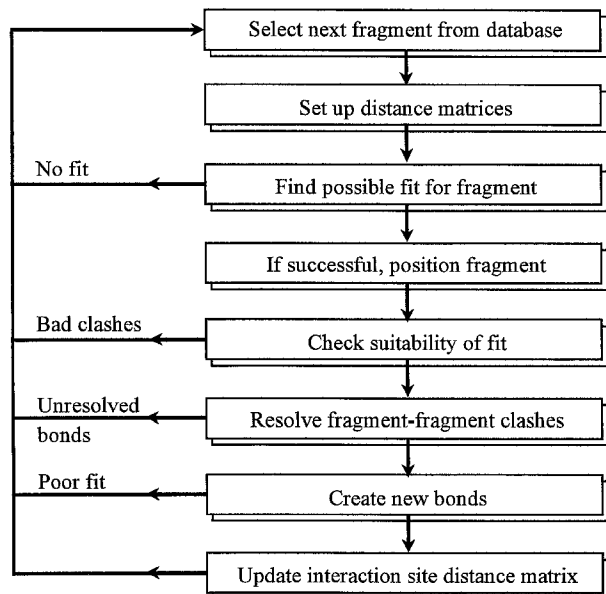 Select next fragment from database
Set up distance matrices
No fit
Find possible fit for fragment
If successful, position fragment
Bad clashes
Check suitability of fit
Unresolved
bonds
Resolve fragment-fragment clashes
Poor fit
Create new bonds
Update interaction site distance matrix